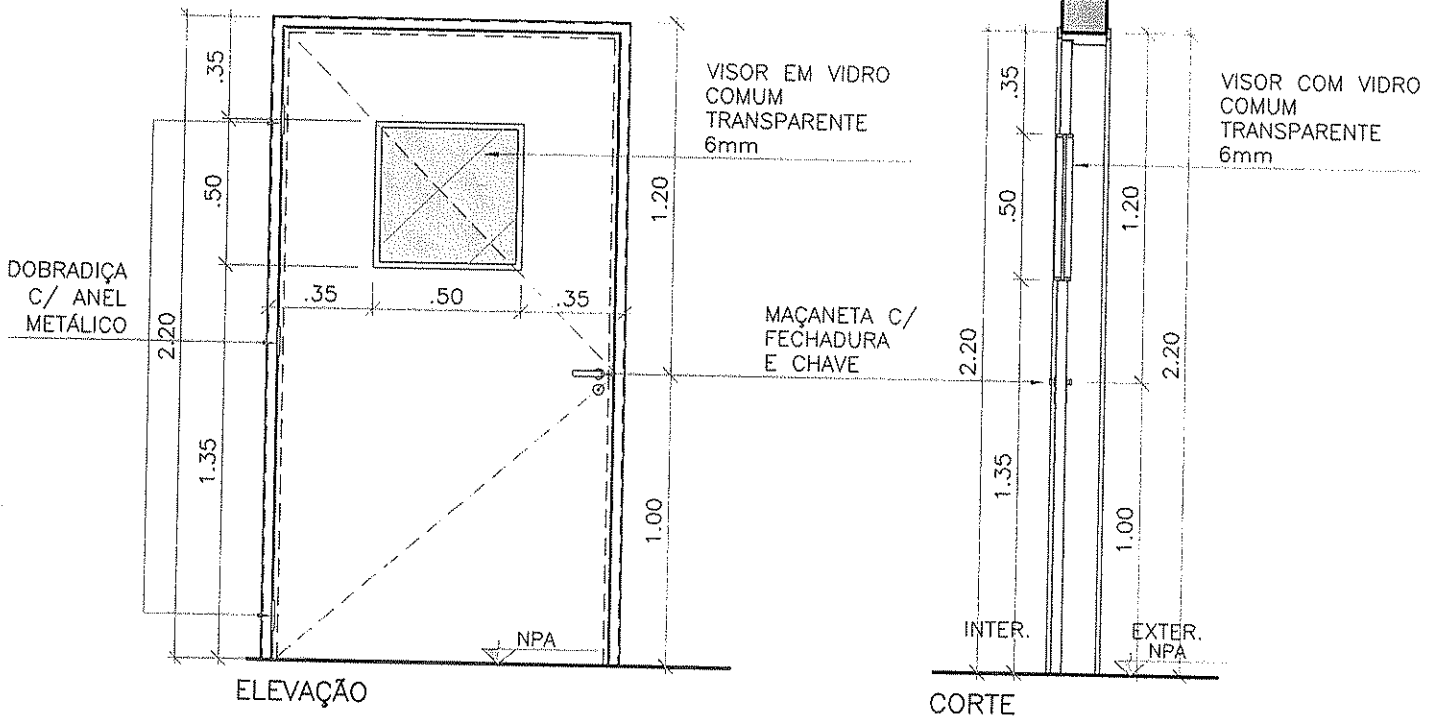 .35
.50
1.35
2.20
DOBRADIÇA
C/ ANEL
METÁLICO
.35
.50
.35
VISOR EM VIDRO
COMUM
TRANSPARENTE
6mm
1.20
1.00
MAÇANETA C/
FECHADURA
E CHAVE
NPA
ELEVAÇÃO
.35
.50
1.35
2.20
1.20
1.00
2.20
VISOR COM VIDRO
COMUM
TRANSPARENTE
6mm
INTER.
EXTER.
NPA
CORTE